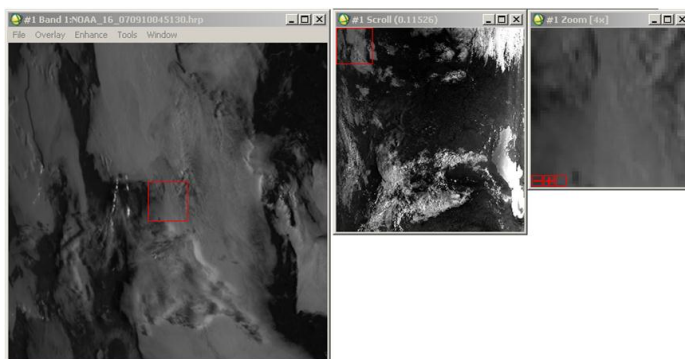 #1 Band 1:NOAA_16_070910045130.hrp
File Overlay Enhance Tools Window
#1 Scroll (0.11526)
#1 Zoom [4x]